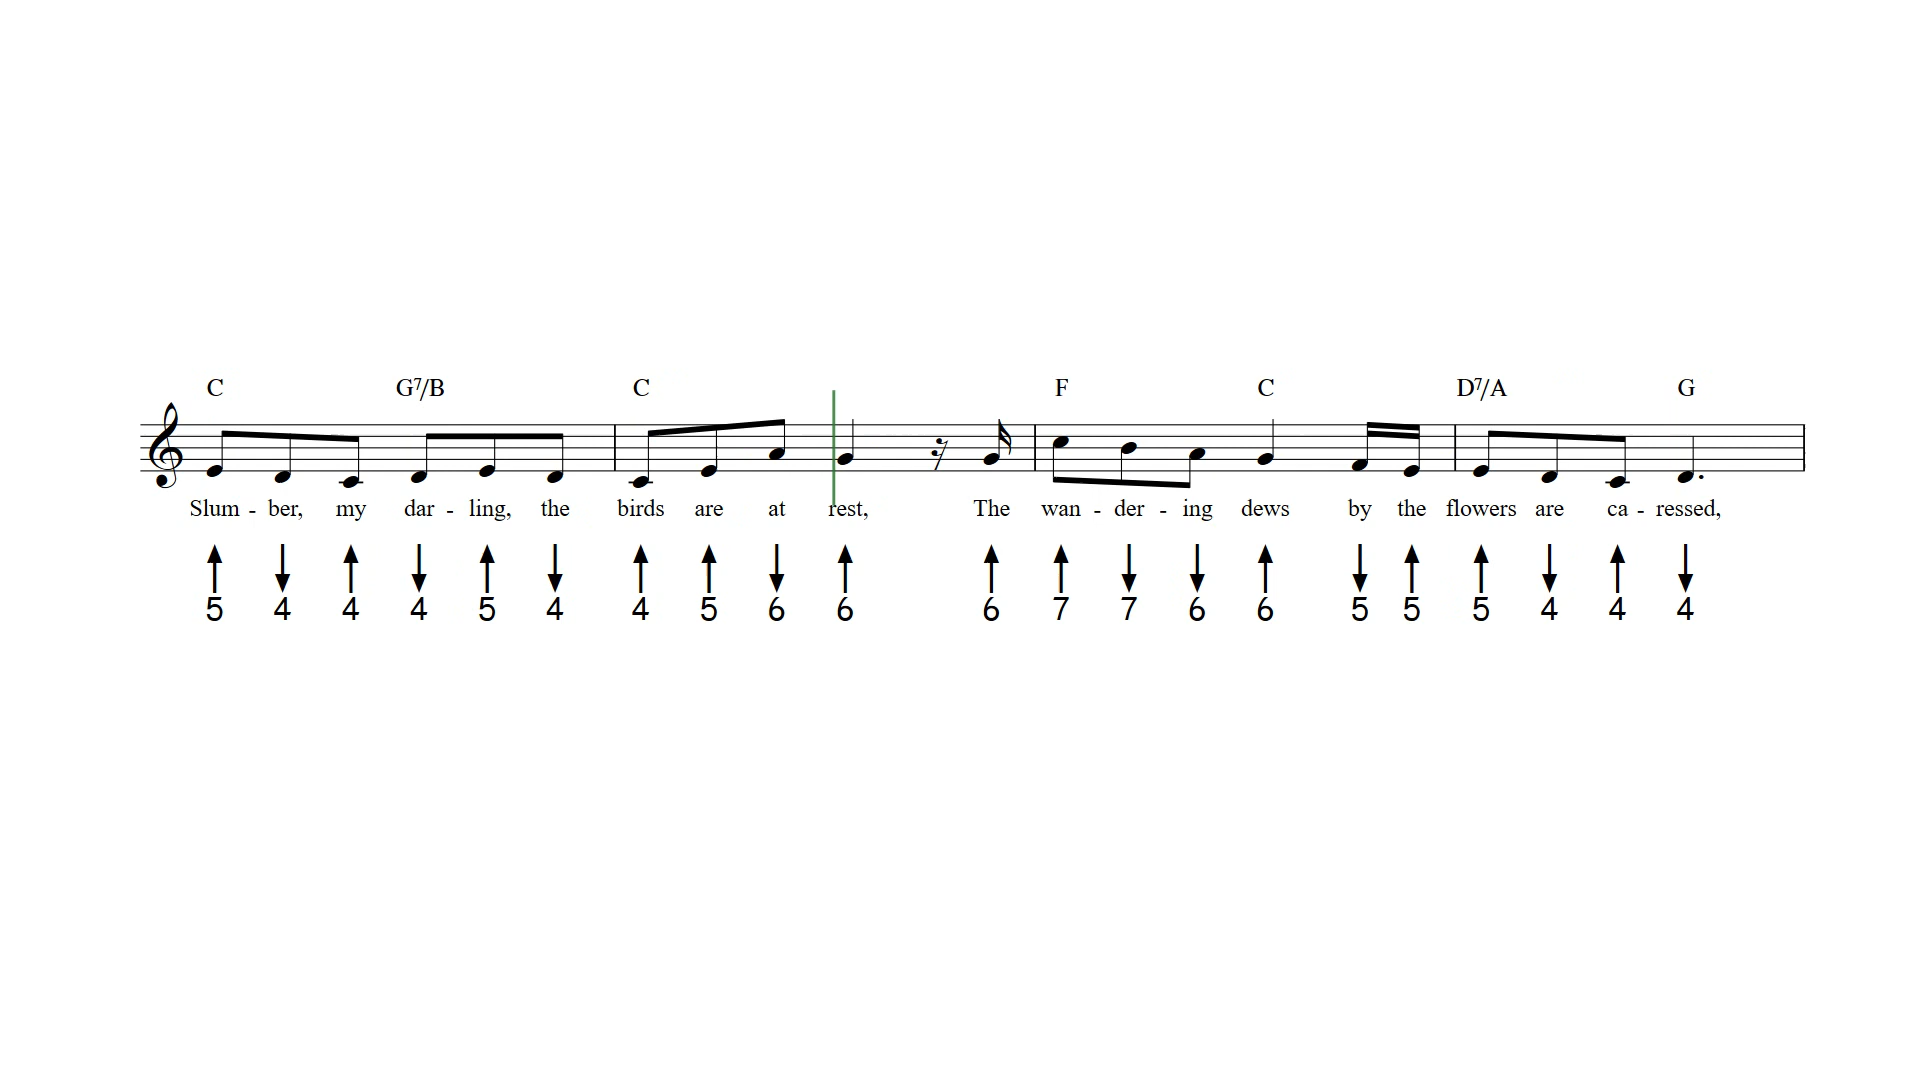 C G⁷/B C F C D⁷/A G
Slum - ber, my dar - ling, the birds are at rest, The wan - der - ing dews by the flowers are ca - ressed,
5 4 4 4 5 4 4 5 6 6 6 7 7 6 6 5 5 5 4 4 4